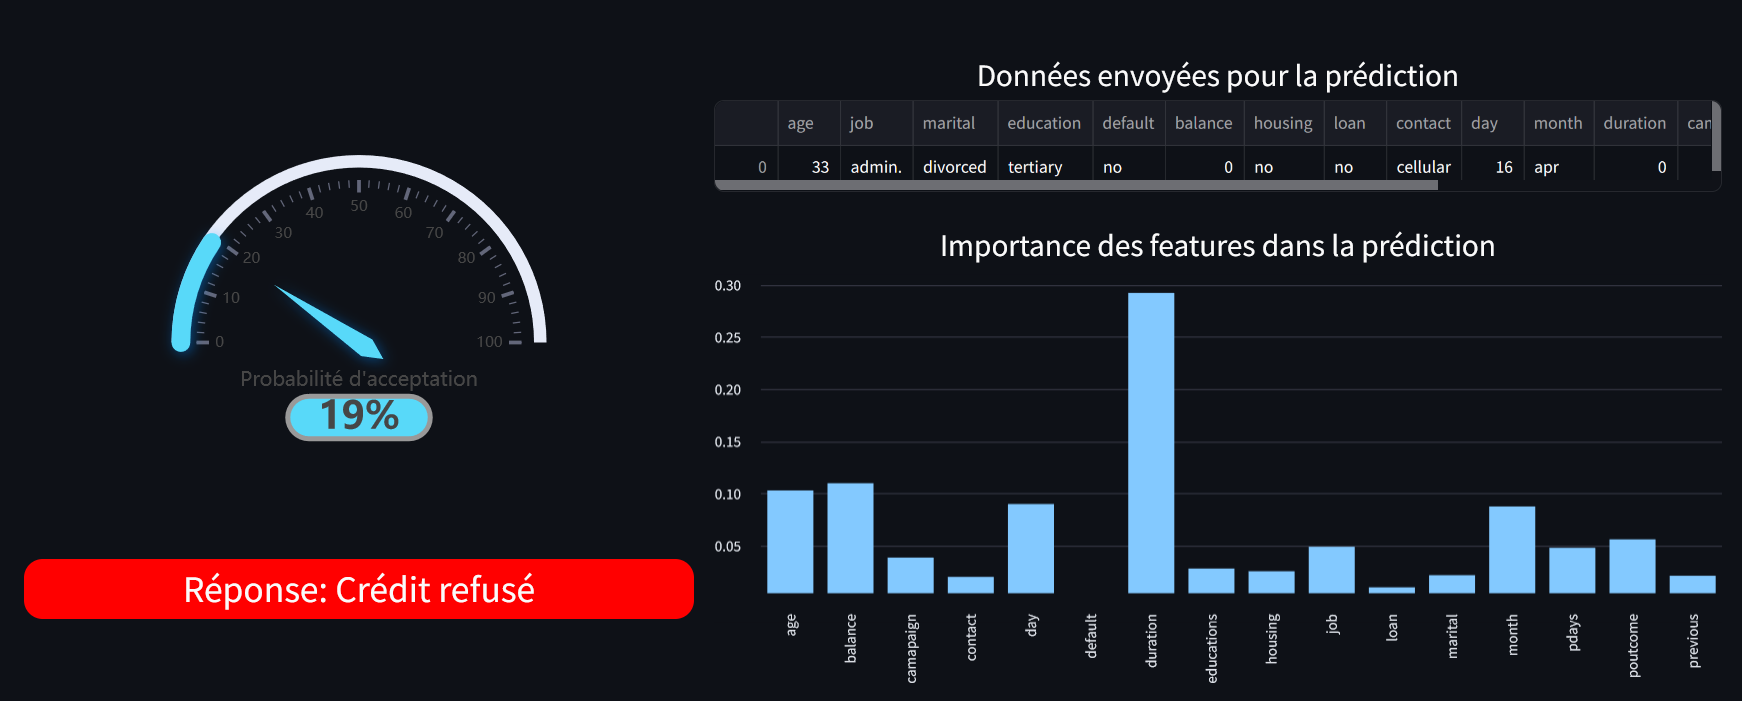 0
10
20
30
40
50
60
70
80
90
100
Probabilité d'acceptation
19%
Réponse: Crédit refusé
Données envoyées pour la prédiction
age job marital education default balance housing loan contact day month duration
0 33 admin. divorced tertiary no 0 no no cellular 16 apr 0
Importance des features dans la prédiction
0.30
0.25
0.20
0.15
0.10
0.05
age
balance
camapaign
contact
day
default
duration
educations
housing
job
loan
marital
month
pdays
poutcome
previous